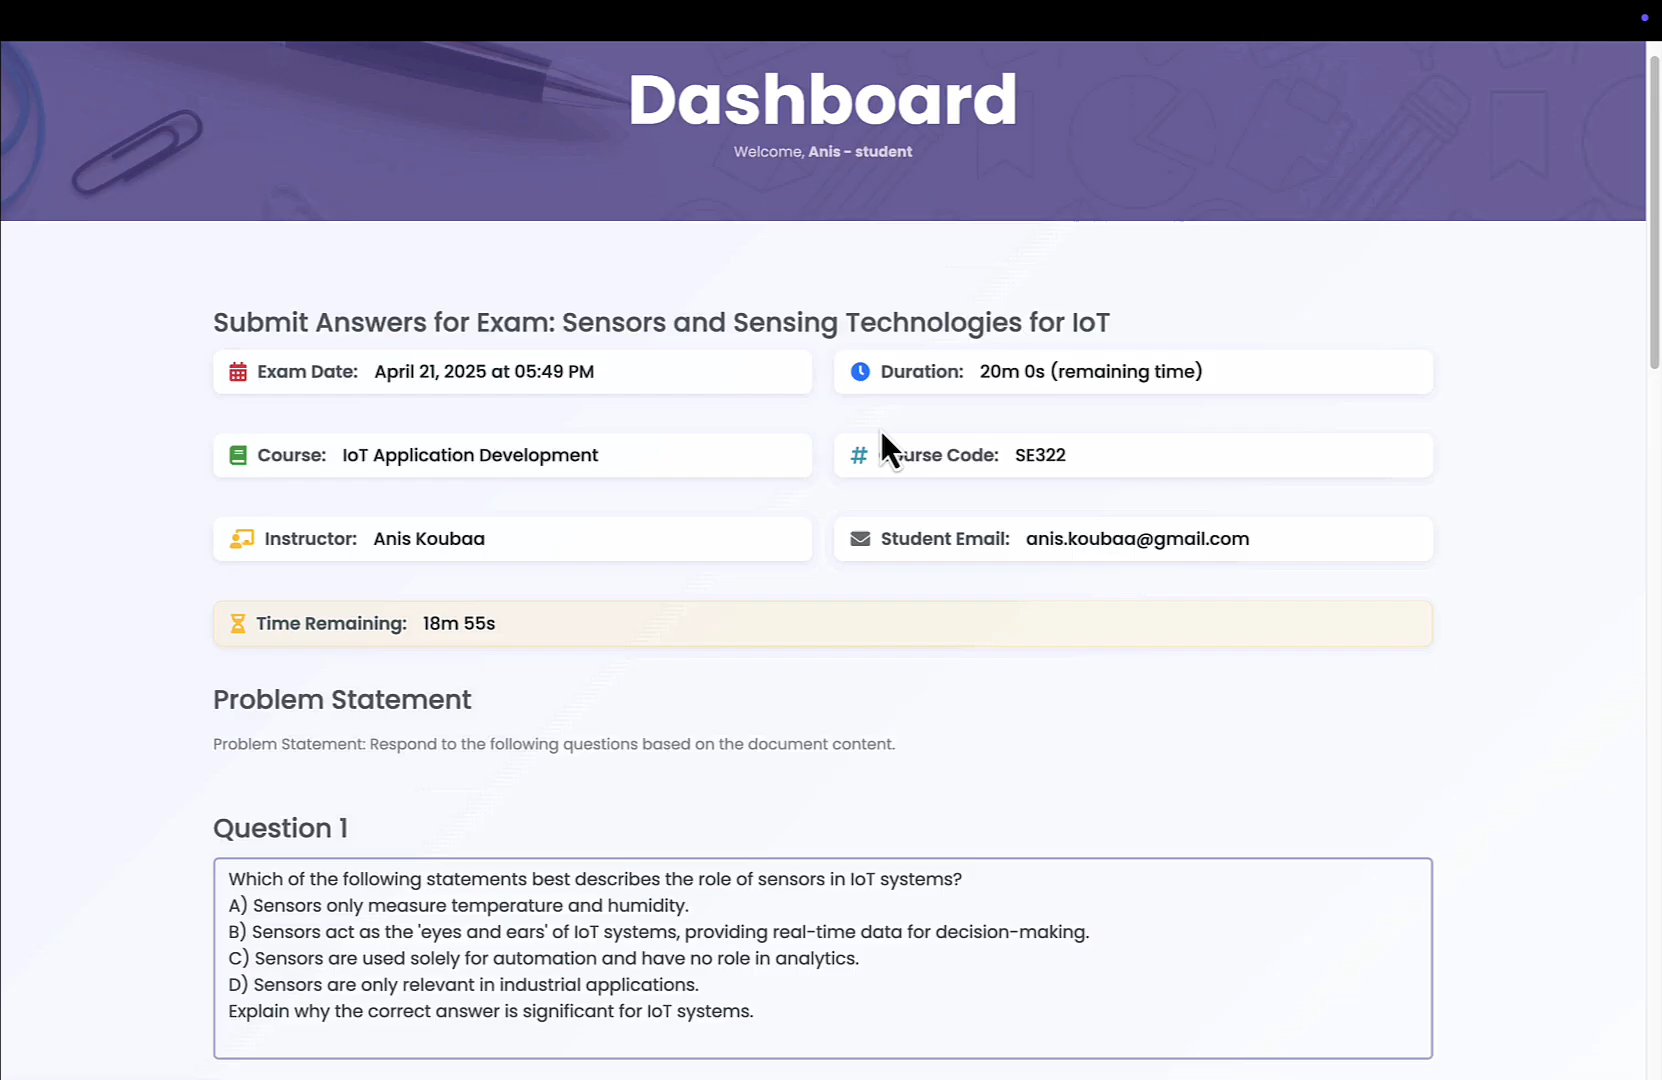 Dashboard
Welcome, Anis - student
Submit Answers for Exam: Sensors and Sensing Technologies for IoT
Exam Date: April 21, 2025 at 05:49 PM
Duration: 20m 0s (remaining time)
Course: IoT Application Development
# urse Code: SE322
Instructor: Anis Koubaa
Student Email: anis.koubaa@gmail.com
Time Remaining: 18m 55s
Problem Statement
Problem Statement: Respond to the following questions based on the document content.
Question 1
Which of the following statements best describes the role of sensors in IoT systems?
A) Sensors only measure temperature and humidity.
B) Sensors act as the 'eyes and ears' of IoT systems, providing real-time data for decision-making.
C) Sensors are used solely for automation and have no role in analytics.
D) Sensors are only relevant in industrial applications.
Explain why the correct answer is significant for IoT systems.